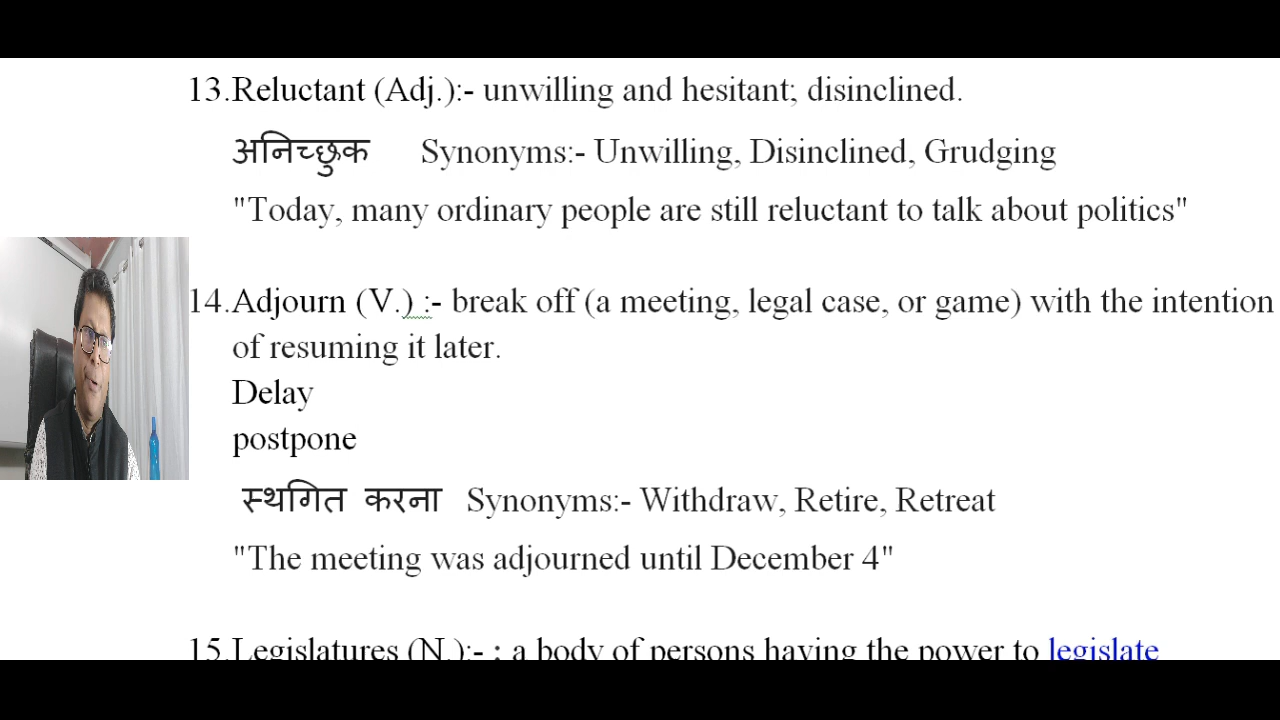 13.Reluctant (Adj.):- unwilling and hesitant; disinclined.
अनिच्छुक Synonyms:- Unwilling, Disinclined, Grudging
"Today, many ordinary people are still reluctant to talk about politics"
14.Adjourn (V.) :- break off (a meeting, legal case, or game) with the intention
of resuming it later.
Delay
postpone
स्थगित करना Synonyms:- Withdraw, Retire, Retreat
"The meeting was adjourned until December 4"
15.Legislatures (N.):- : a body of persons having the power to legislate